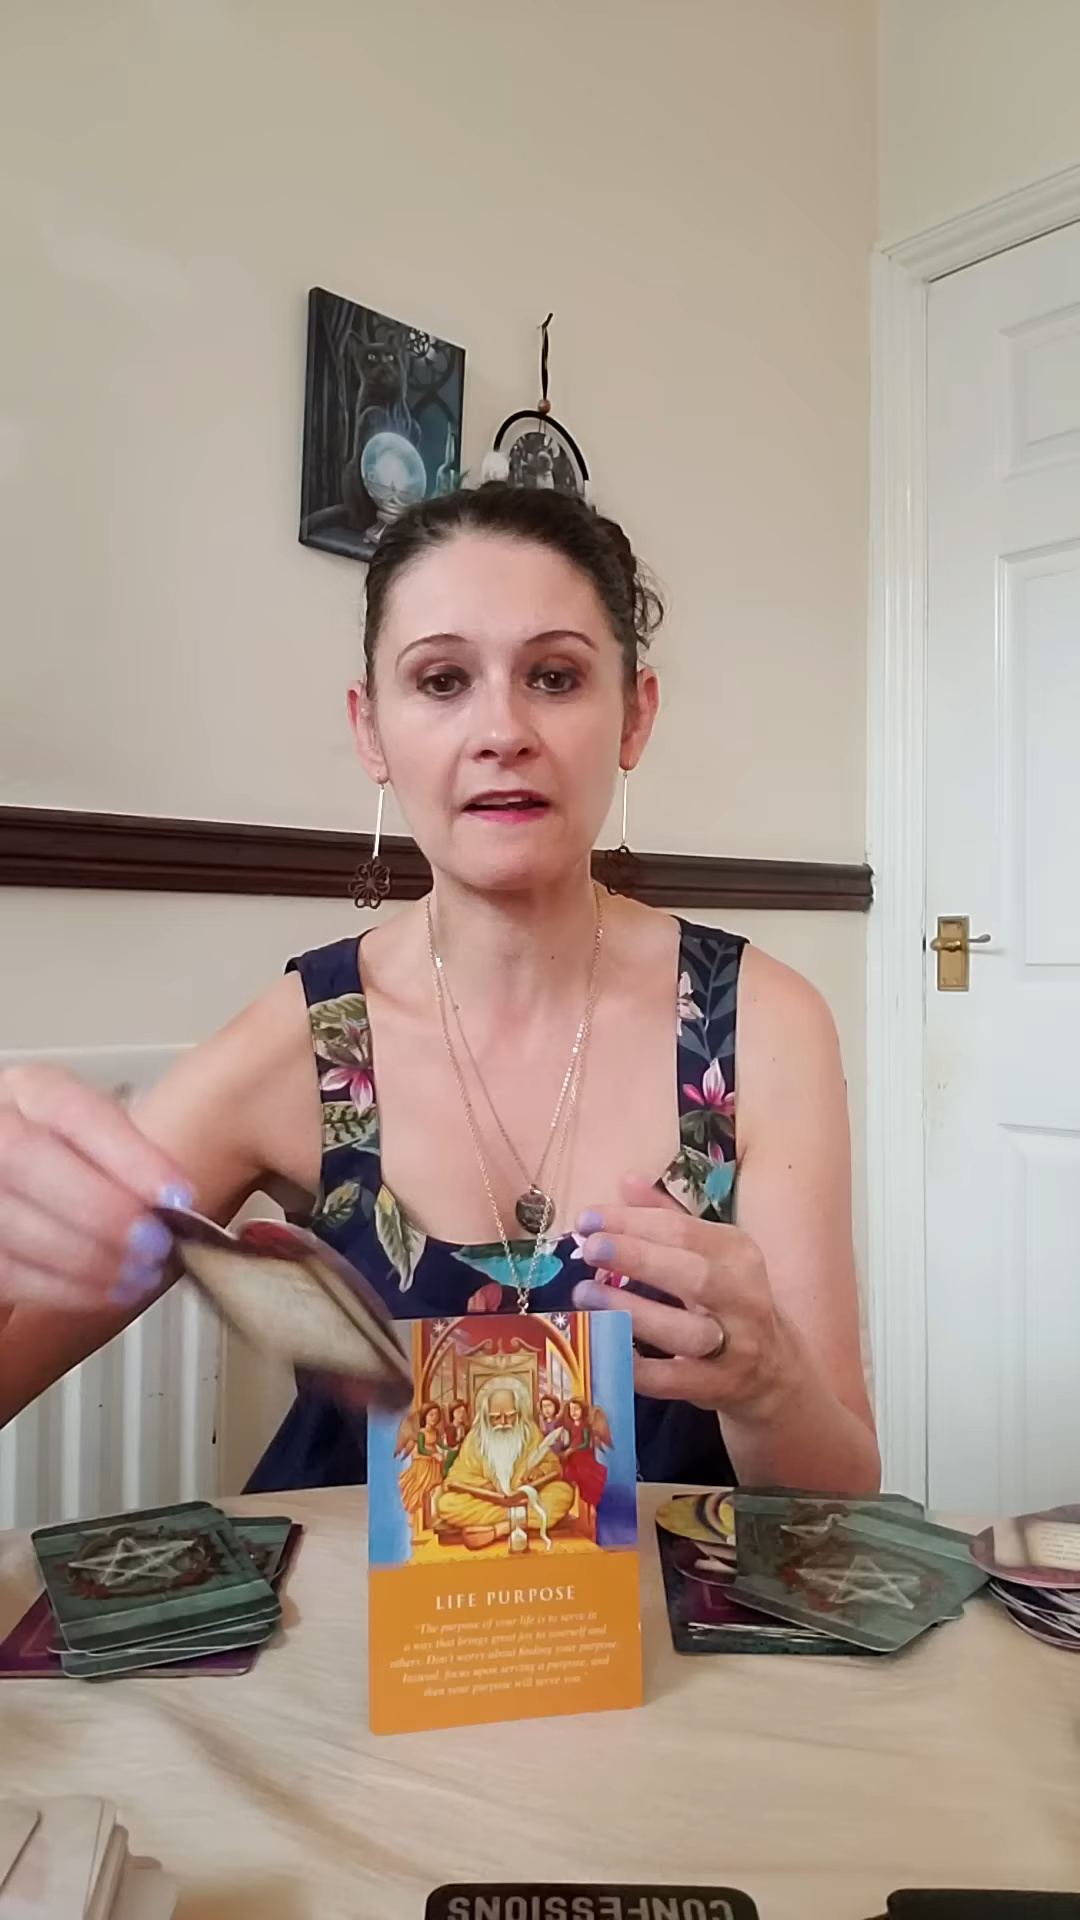 LIFE PURPOSE
"The purpose of your life is to serve in
a way that brings great joy to yourself and
others. Don't worry about finding your purpose.
Instead, focus upon serving a purpose, and
then your purpose will serve you."
CONFESSIONS